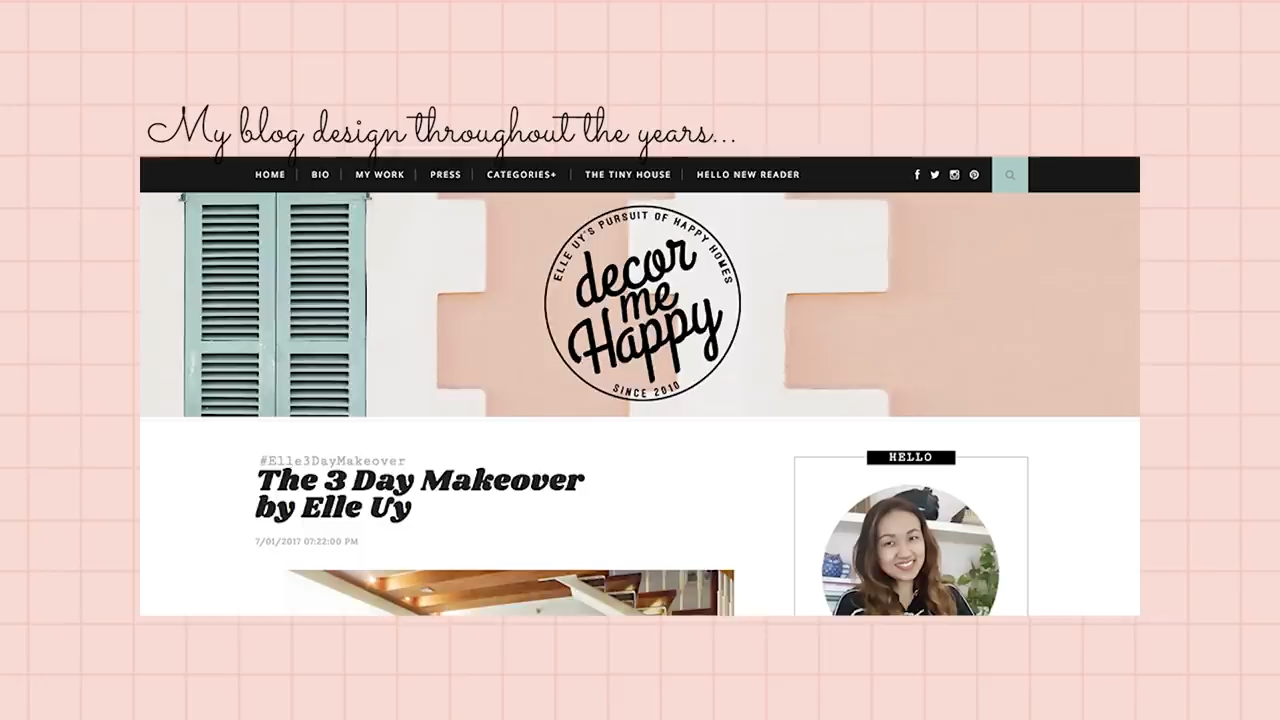 My blog design throughout the years...
HOME | BIO | MY WORK | PRESS | CATEGORIES+ | THE TINY HOUSE | HELLO NEW READER
ELLE UY'S PURSUIT OF HAPPY HOMES
decor
me
Happy
SINCE 2010
#Elle3DayMakeover
The 3 Day Makeover
by Elle Uy
7/01/2017 07:22:00 PM
HELLO